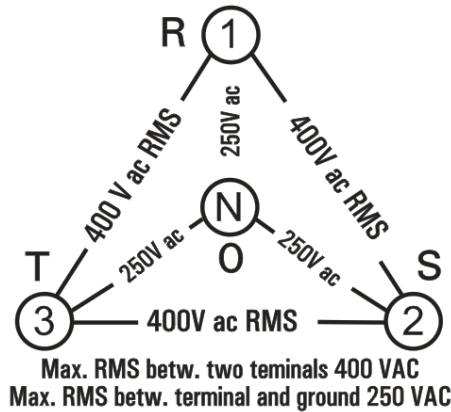 R 1
250V ac
400 V ac RMS
400V ac RMS
N
0
250V ac
250V ac
T
S
3
400V ac RMS
2
Max. RMS betw. two teminals 400 VAC
Max. RMS betw. terminal and ground 250 VAC